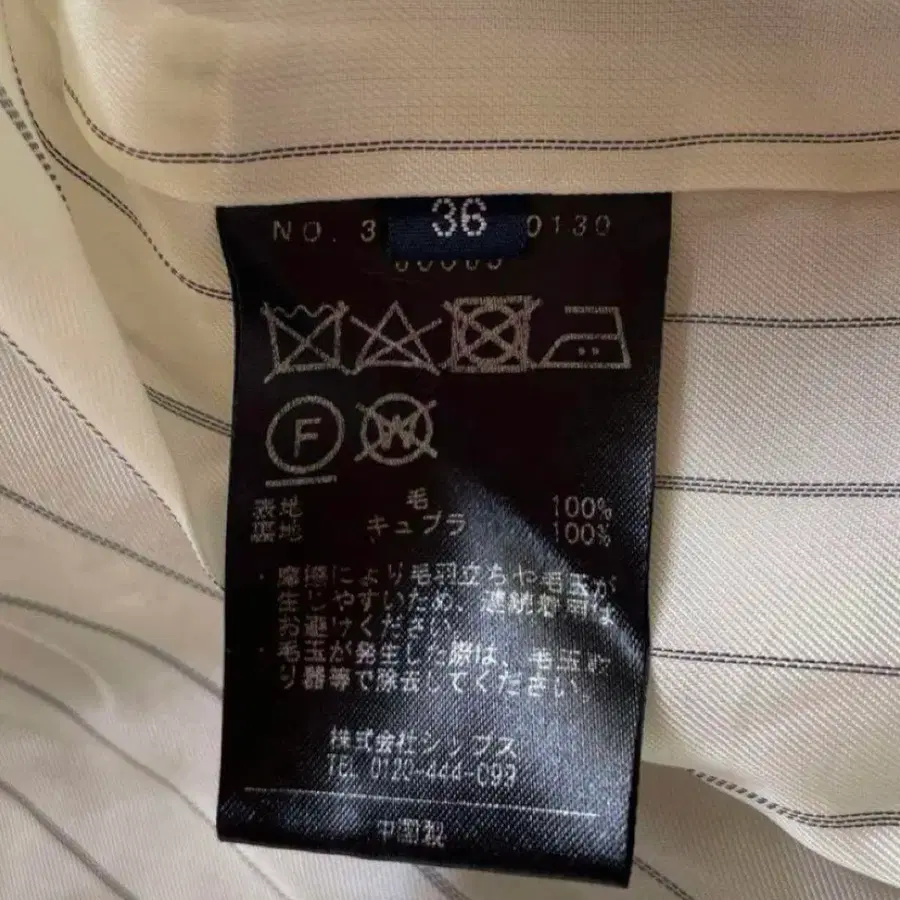 36
NO. 3 0130
F
W
表地 毛 100%
裏地 キュプラ 100%
・摩擦により毛羽立ちや毛玉が
生じやすいため、連続着用は
お避けください。
・毛玉が発生した際は、毛玉取
り器等で除去してください。
株式会社シップス
TEL 0120-444-099
中国製